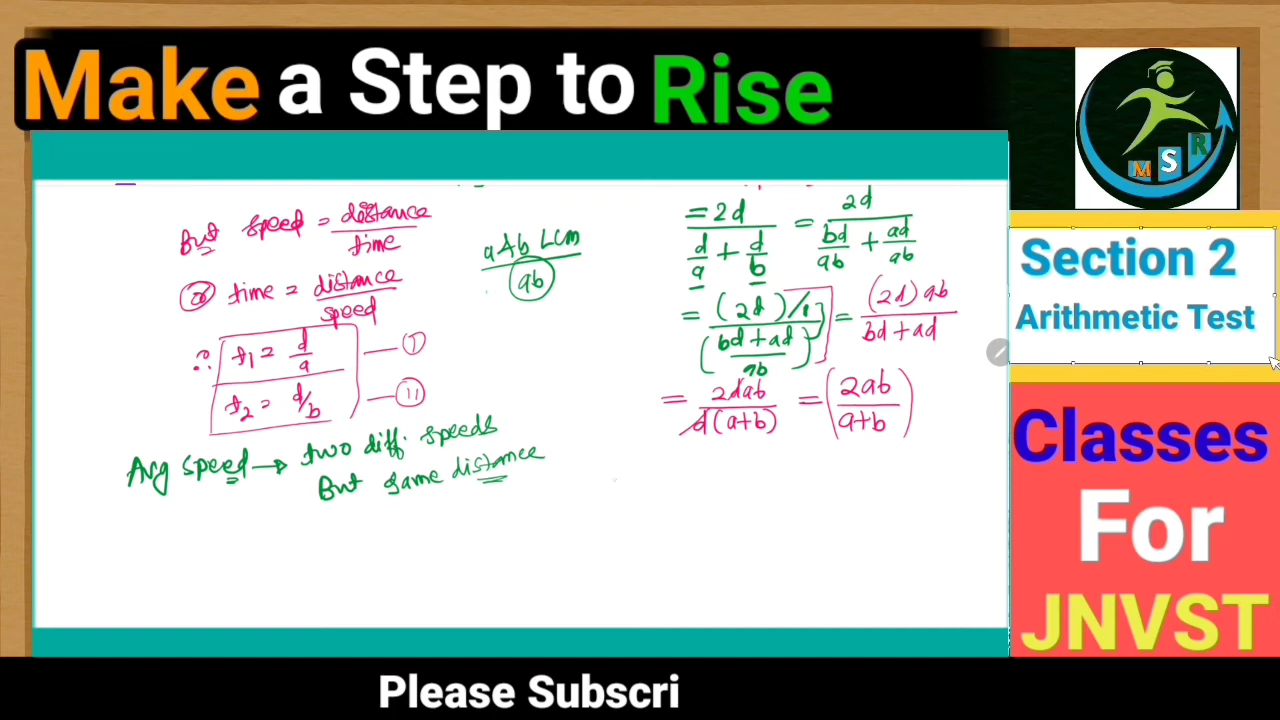 Make a Step to Rise
M S R
But speed = distance / time
or time = distance / speed
∴ t1 = d/a — I
t2 = d/b — II
a & b LCM
ab
Avg speed → two diff. speeds
But same distance
= 2d / (d/a + d/b) = 2d / (bd/ab + ad/ab)
= (2d)/1 / ((bd + ad)/ab) = (2d) ab / (bd + ad)
= 2dab / d(a+b) = (2ab / (a+b))
Section 2
Arithmetic Test
Classes
For
JNVST
Please Subscri